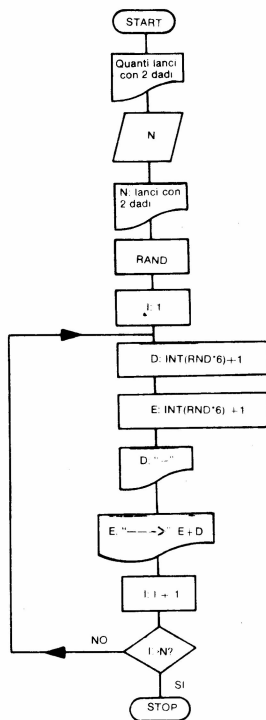 START
Quanti lanci
con 2 dadi
N
N: lanci con
2 dadi
RAND
I: 1
D: INT(RND*6)+1
E: INT(RND*6) +1
D: "-"
E: "---->" E+D
I: I + 1
NO
I>N?
SI
STOP